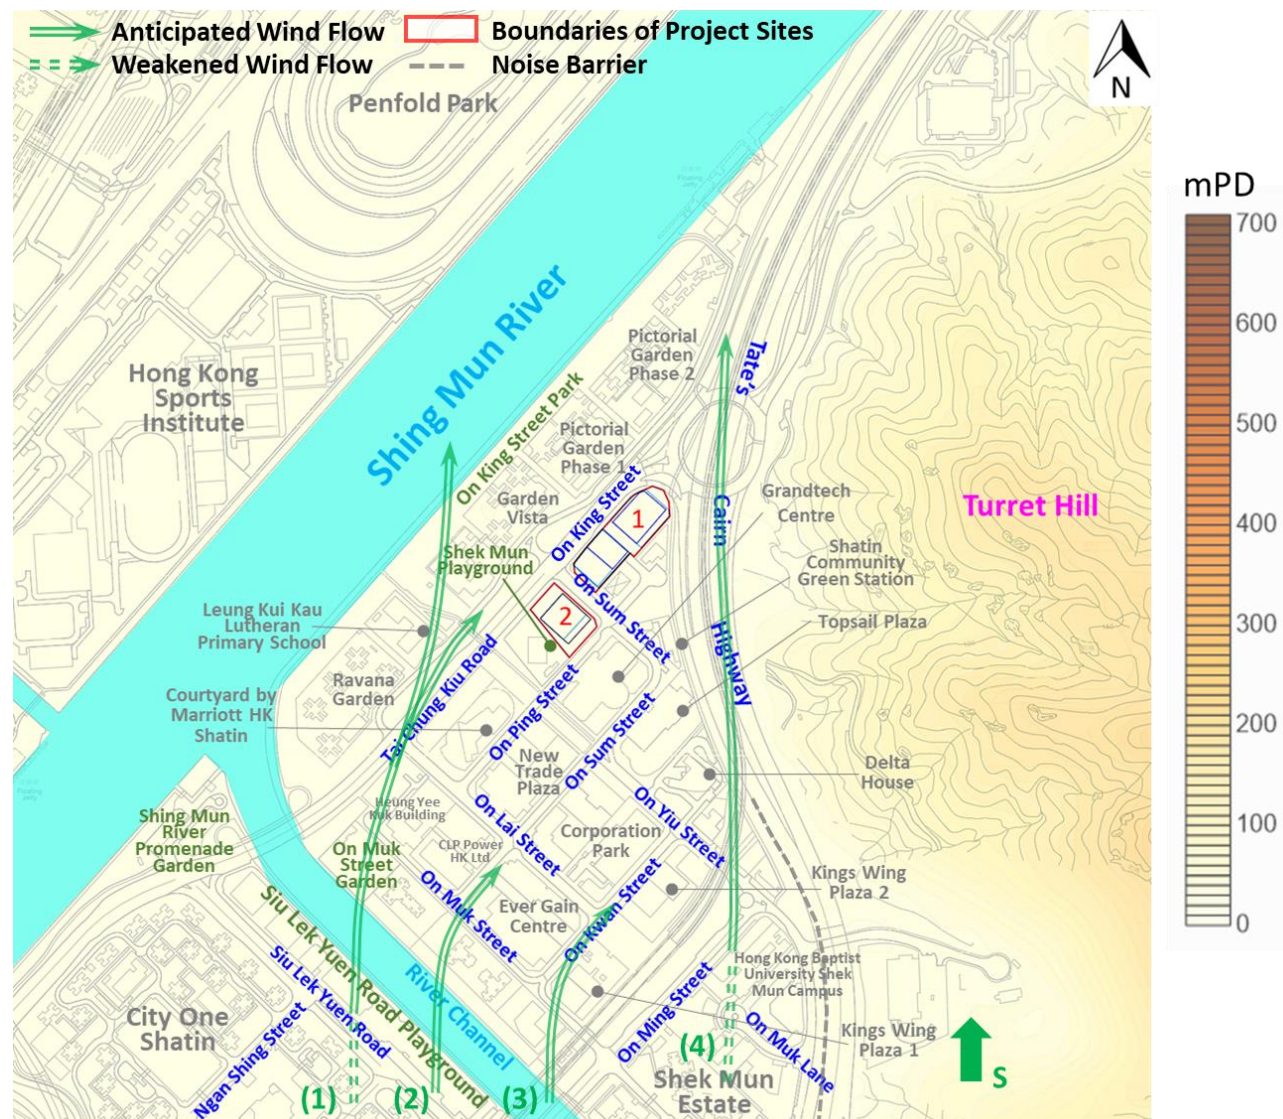 Anticipated Wind Flow
Boundaries of Project Sites
Weakened Wind Flow
Noise Barrier
N
Penfold Park
mPD
700
600
500
400
300
200
100
0
Shing Mun River
Hong Kong
Sports
Institute
Pictorial
Garden
Phase 2
Tate's
On King Street Park
Pictorial
Garden
Phase 1
Garden
Vista
On King Street
1
Cairn
Grandtech
Centre
Turret Hill
Shek Mun
Playground
Shatin
Community
Green Station
On Sum Street
2
Leung Kui Kau
Lutheran
Primary School
Topsail Plaza
Highway
Ravana
Garden
Tai Chung Kiu Road
On Ping Street
Courtyard by
Marriott HK
Shatin
On Sum Street
New
Trade
Plaza
Delta
House
Heung Yee
Kuk Building
On Lai Street
On Yiu Street
Shing Mun
River
Promenade
Garden
On Muk
Street
Garden
CLP Power
HK Ltd
Corporation
Park
Kings Wing
Plaza 2
On Muk Street
Ever Gain
Centre
On Kwan Street
Siu Lek Yuen Road Playground
Siu Lek Yuen Road
River Channel
Hong Kong Baptist
University Shek
Mun Campus
City One
Shatin
Ngan Shing Street
On Ming Street
On Muk Lane
Kings Wing
Plaza 1
(1)
(2)
(3)
(4)
Shek Mun
Estate
S